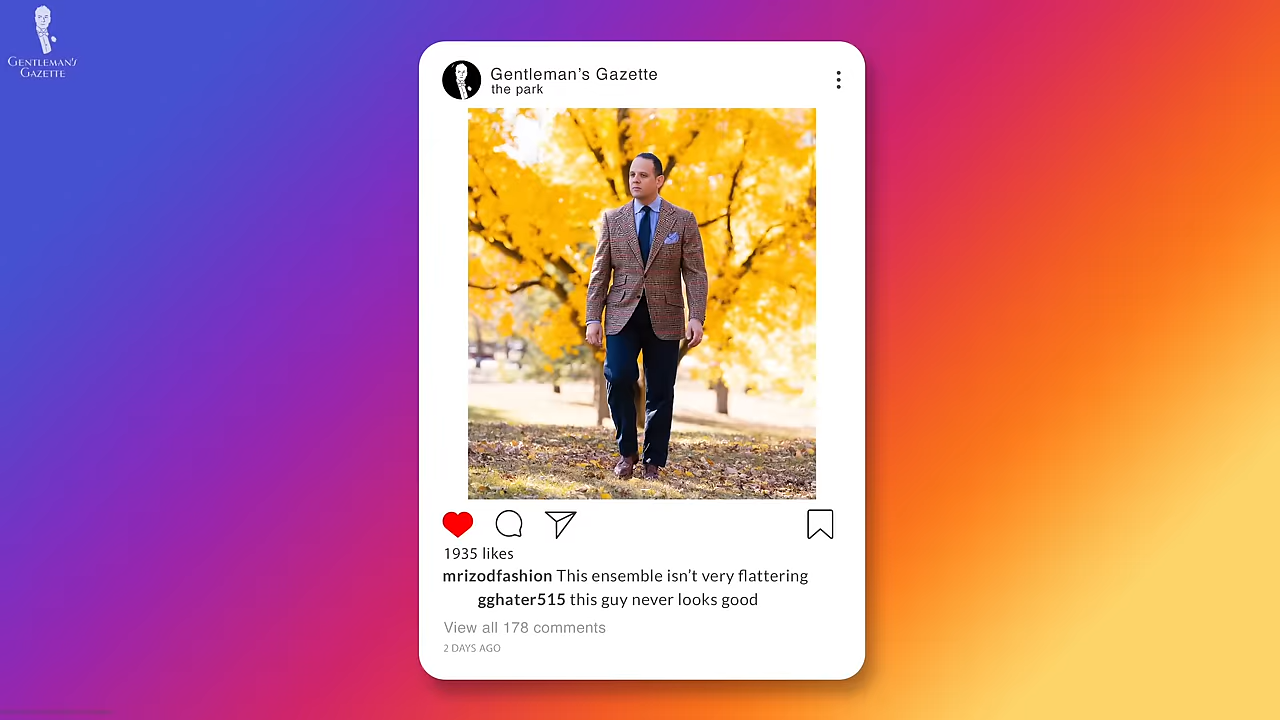 GENTLEMAN'S
GAZETTE
Gentleman's Gazette
the park
1935 likes
mrizodfashion This ensemble isn't very flattering
gghater515 this guy never looks good
View all 178 comments
2 DAYS AGO